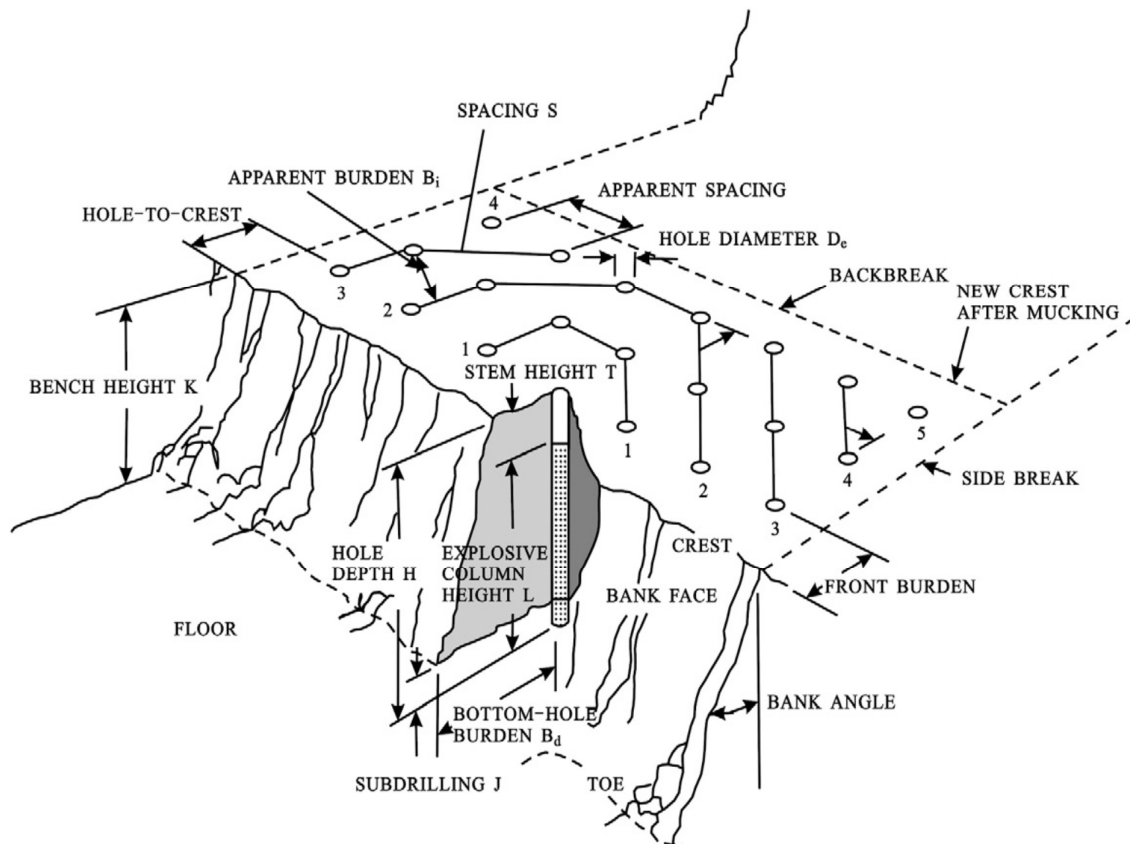 SPACING S
APPARENT BURDEN Bi
4
APPARENT SPACING
HOLE-TO-CREST
HOLE DIAMETER De
3
BACKBREAK
2
NEW CREST
AFTER MUCKING
1
STEM HEIGHT T
BENCH HEIGHT K
5
1
4
2
SIDE BREAK
3
CREST
HOLE
DEPTH H
EXPLOSIVE
COLUMN
HEIGHT L
FRONT BURDEN
BANK FACE
FLOOR
BANK ANGLE
BOTTOM-HOLE
BURDEN Bd
SUBDRILLING J
TOE